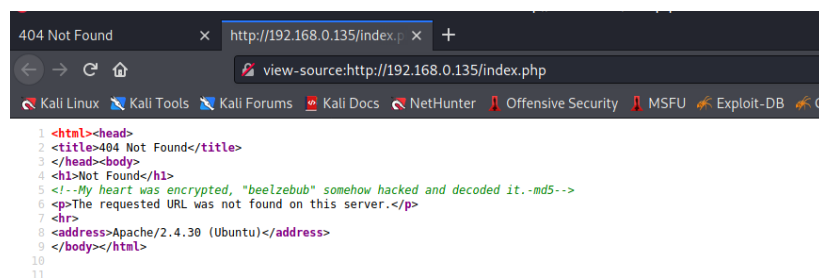 404 Not Found
http://192.168.0.135/index.p
view-source:http://192.168.0.135/index.php
Kali Linux Kali Tools Kali Forums Kali Docs NetHunter Offensive Security MSFU Exploit-DB
1 <html><head>
2 <title>404 Not Found</title>
3 </head><body>
4 <h1>Not Found</h1>
5 <!--My heart was encrypted, "beelzebub" somehow hacked and decoded it.-md5-->
6 <p>The requested URL was not found on this server.</p>
7 <hr>
8 <address>Apache/2.4.30 (Ubuntu)</address>
9 </body></html>
10
11